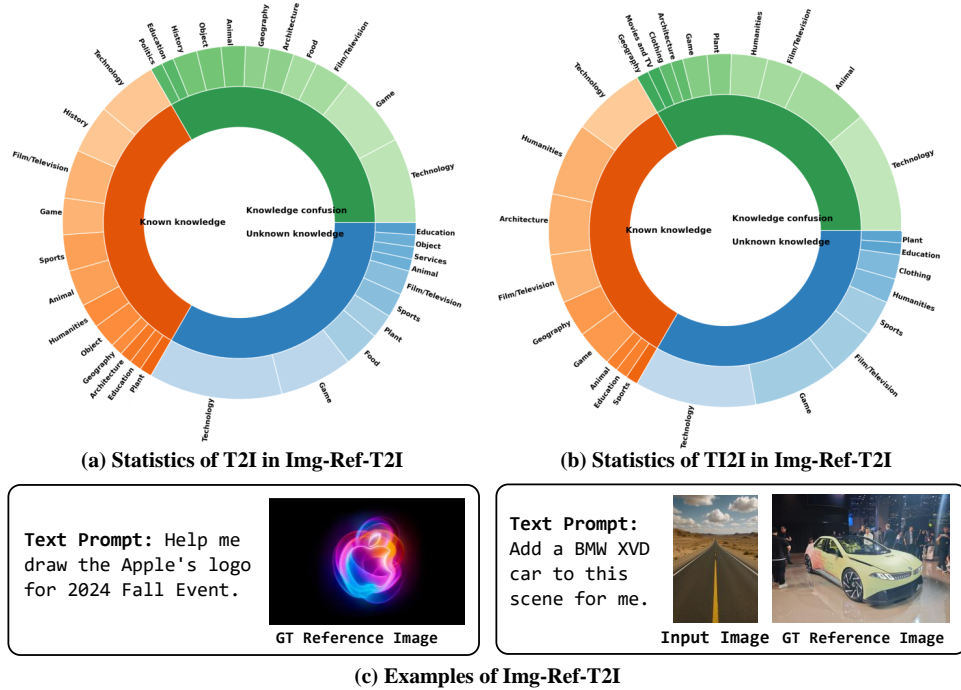 Politics
Education
History
Object
Animal
Geography
Architecture
Food
Film/Television
Game
Technology
Technology
History
Film/Television
Game
Sports
Animal
Humanities
Object
Geography
Architecture
Education
Plant
Knowledge confusion
Known knowledge
Unknown knowledge
Education
Object
Services
Animal
Film/Television
Sports
Plant
Food
Game
Technology
(a) Statistics of T2I in Img-Ref-T2I
Geography
Movies and TV
Clothing
Architecture
Game
Plant
Humanities
Film/Television
Animal
Technology
Technology
Humanities
Architecture
Film/Television
Geography
Game
Animal
Education
Sports
Knowledge confusion
Known knowledge
Unknown knowledge
Plant
Education
Clothing
Humanities
Sports
Film/Television
Game
Technology
(b) Statistics of TI2I in Img-Ref-T2I
Text Prompt: Help me
draw the Apple's logo
for 2024 Fall Event.
GT Reference Image
Text Prompt:
Add a BMW XVD
car to this
scene for me.
Input Image
GT Reference Image
(c) Examples of Img-Ref-T2I